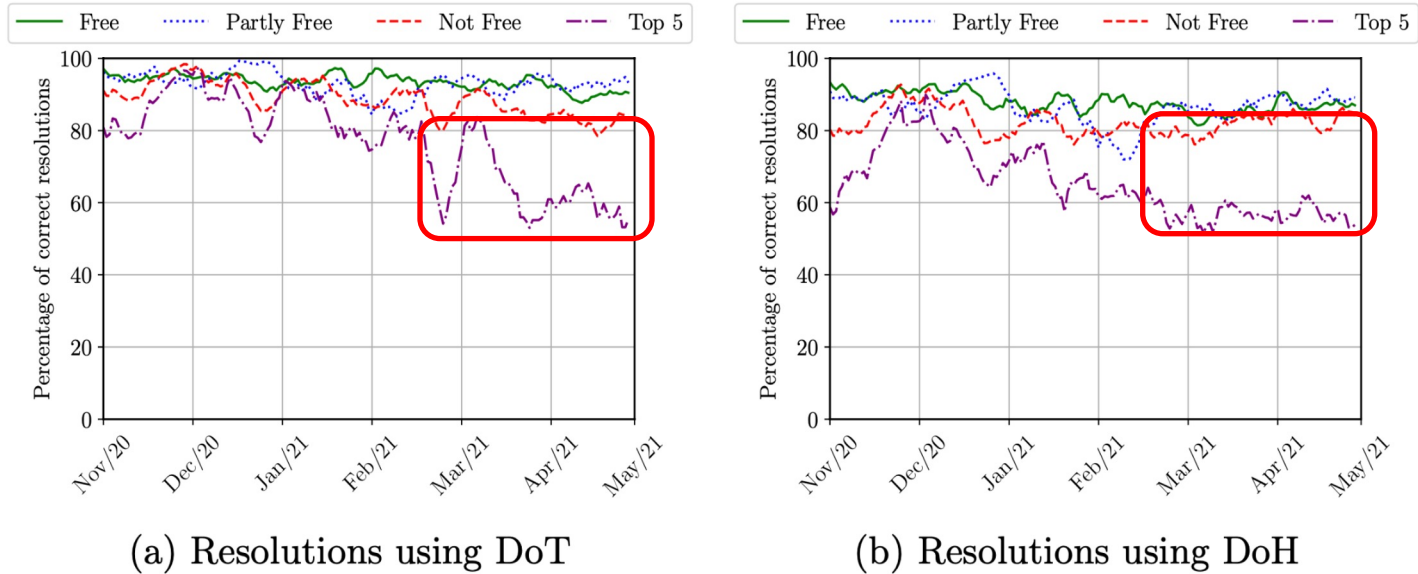 Free Partly Free Not Free Top 5
Percentage of correct resolutions
100
80
60
40
20
0
Nov/20 Dec/20 Jan/21 Feb/21 Mar/21 Apr/21 May/21
(a) Resolutions using DoT
Free Partly Free Not Free Top 5
Percentage of correct resolutions
100
80
60
40
20
0
Nov/20 Dec/20 Jan/21 Feb/21 Mar/21 Apr/21 May/21
(b) Resolutions using DoH